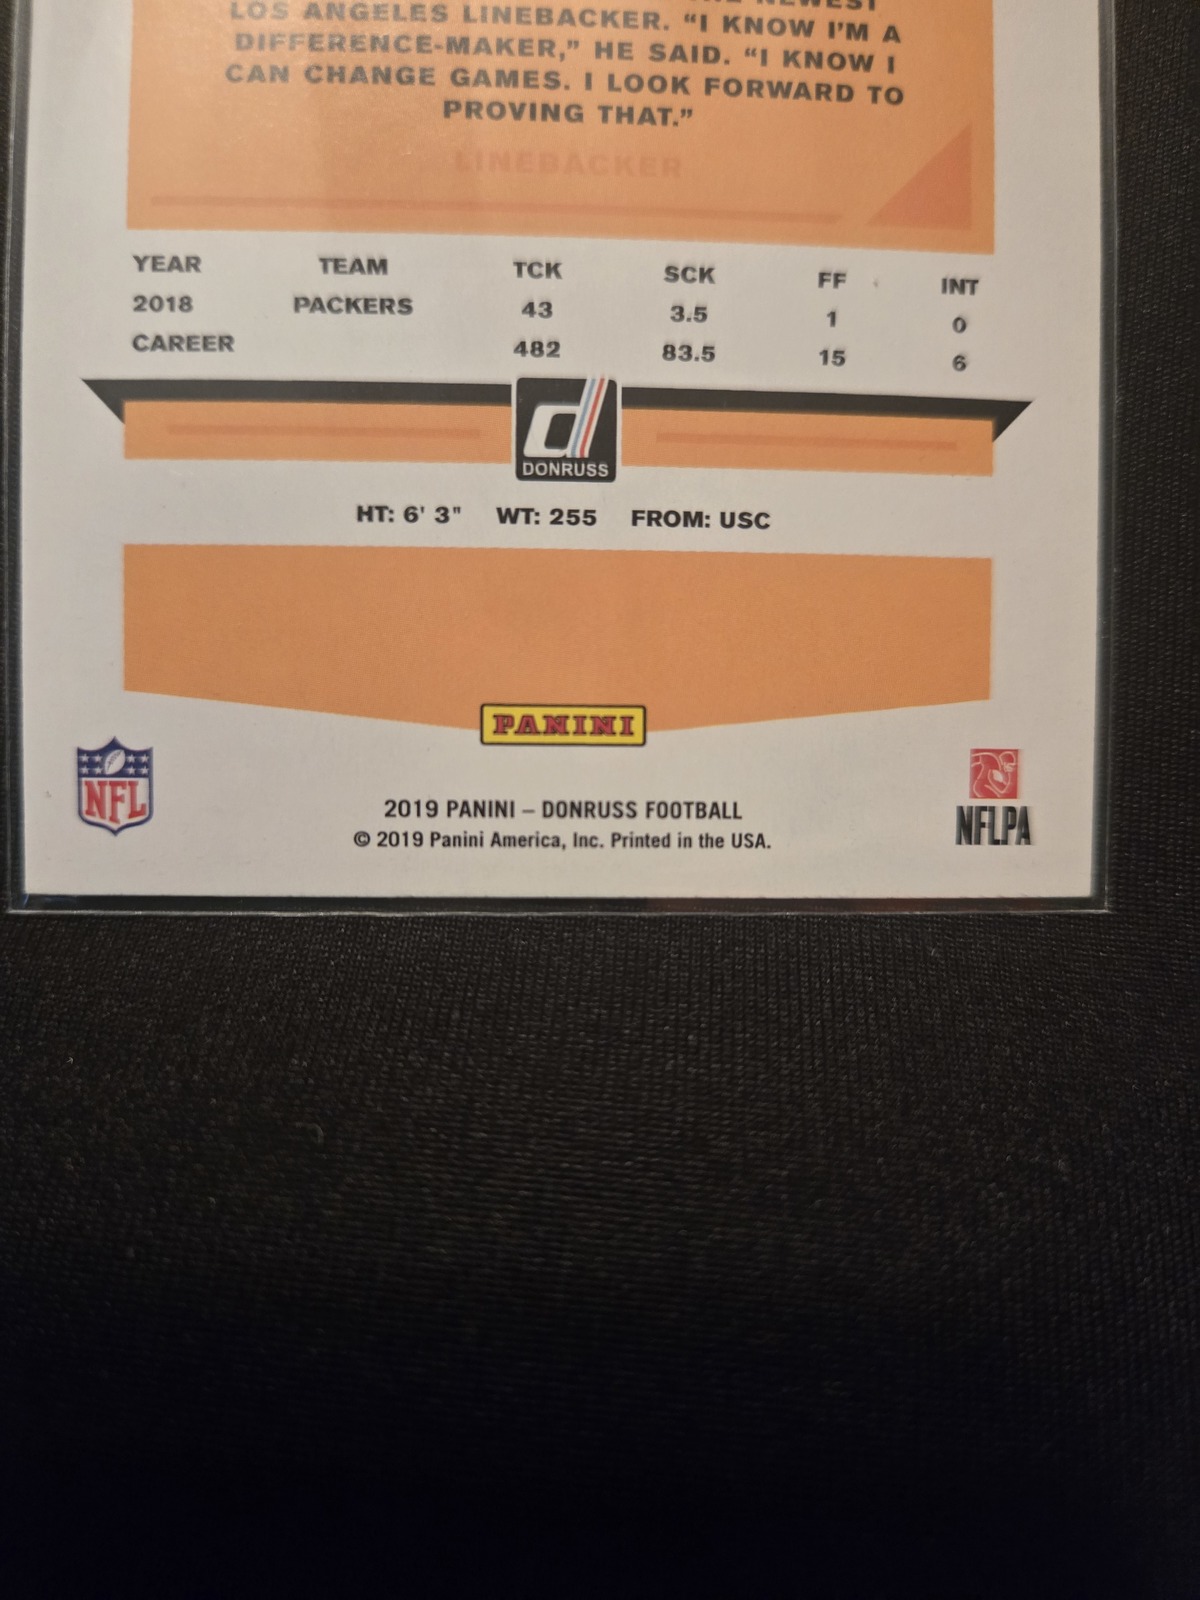 NEWEST
LOS ANGELES LINEBACKER. “I KNOW I’M A
DIFFERENCE-MAKER,” HE SAID. “I KNOW I
CAN CHANGE GAMES. I LOOK FORWARD TO
PROVING THAT.”
LINEBACKER
YEAR TEAM TCK SCK FF INT
2018 PACKERS 43 3.5 1 0
CAREER 482 83.5 15 6
d
DONRUSS
HT: 6' 3" WT: 255 FROM: USC
PANINI
NFL
NFLPA
2019 PANINI – DONRUSS FOOTBALL
© 2019 Panini America, Inc. Printed in the USA.